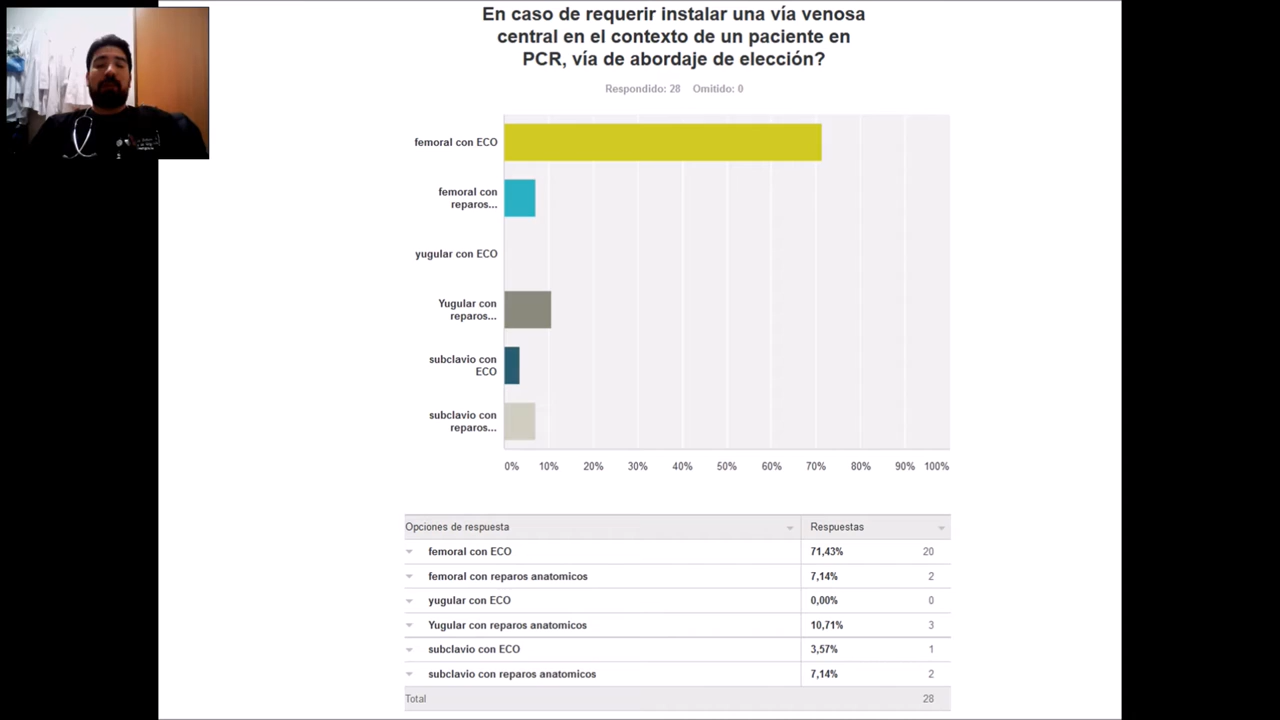 En caso de requerir instalar una vía venosa
central en el contexto de un paciente en
PCR, vía de abordaje de elección?
Respondido: 28 Omitido: 0
femoral con ECO
femoral con
reparos...
yugular con ECO
Yugular con
reparos...
subclavio con
ECO
subclavio con
reparos...
0% 10% 20% 30% 40% 50% 60% 70% 80% 90% 100%
Opciones de respuesta Respuestas
femoral con ECO 71,43% 20
femoral con reparos anatomicos 7,14% 2
yugular con ECO 0,00% 0
Yugular con reparos anatomicos 10,71% 3
subclavio con ECO 3,57% 1
subclavio con reparos anatomicos 7,14% 2
Total 28